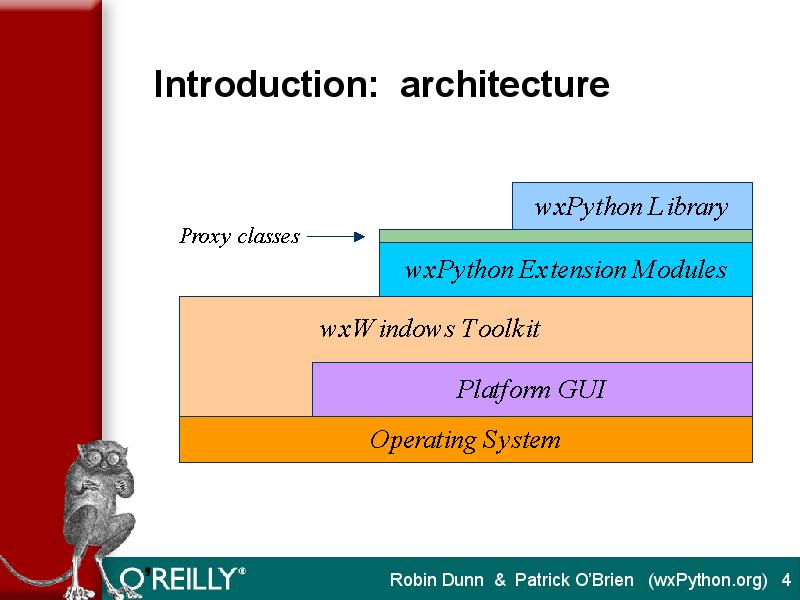 Introduction: architecture
wxPython Library
Proxy classes
wxPython Extension Modules
wxWindows Toolkit
Platform GUI
Operating System
O'REILLY®
Robin Dunn & Patrick O'Brien (wxPython.org) 4